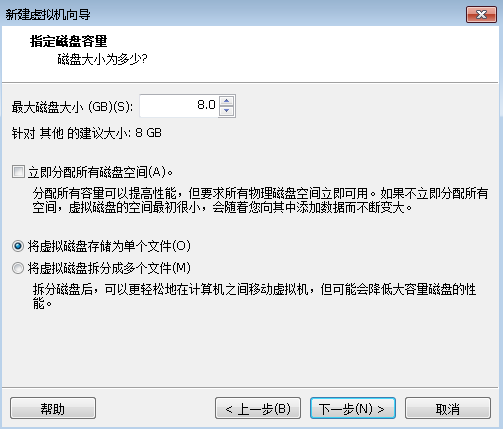 新建虚拟机向导
指定磁盘容量
磁盘大小为多少?
最大磁盘大小 (GB)(S): 8.0
针对 其他 的建议大小: 8 GB
立即分配所有磁盘空间(A)。
分配所有容量可以提高性能，但要求所有物理磁盘空间立即可用。如果不立即分配所有
空间，虚拟磁盘的空间最初很小，会随着您向其中添加数据而不断变大。
将虚拟磁盘存储为单个文件(O)
将虚拟磁盘拆分成多个文件(M)
拆分磁盘后，可以更轻松地在计算机之间移动虚拟机，但可能会降低大容量磁盘的性
能。
帮助 < 上一步(B) 下一步(N) > 取消